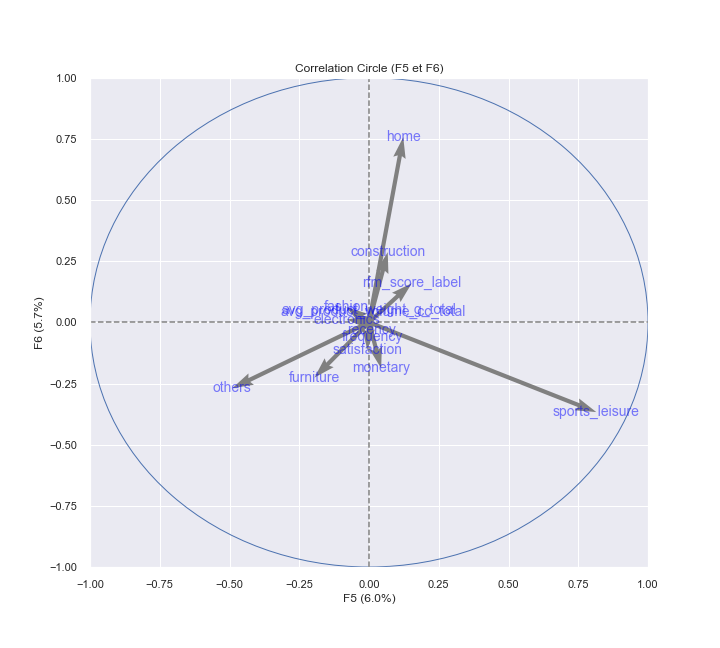 Correlation Circle (F5 et F6)
1.00
0.75
0.50
0.25
0.00
−0.25
−0.50
−0.75
−1.00
F6 (5.7%)
home
construction
rfm_score_label
fashion
electronics
recency
frequency
satisfaction
monetary
furniture
others
sports_leisure
−1.00
−0.75
−0.50
−0.25
0.00
0.25
0.50
0.75
1.00
F5 (6.0%)